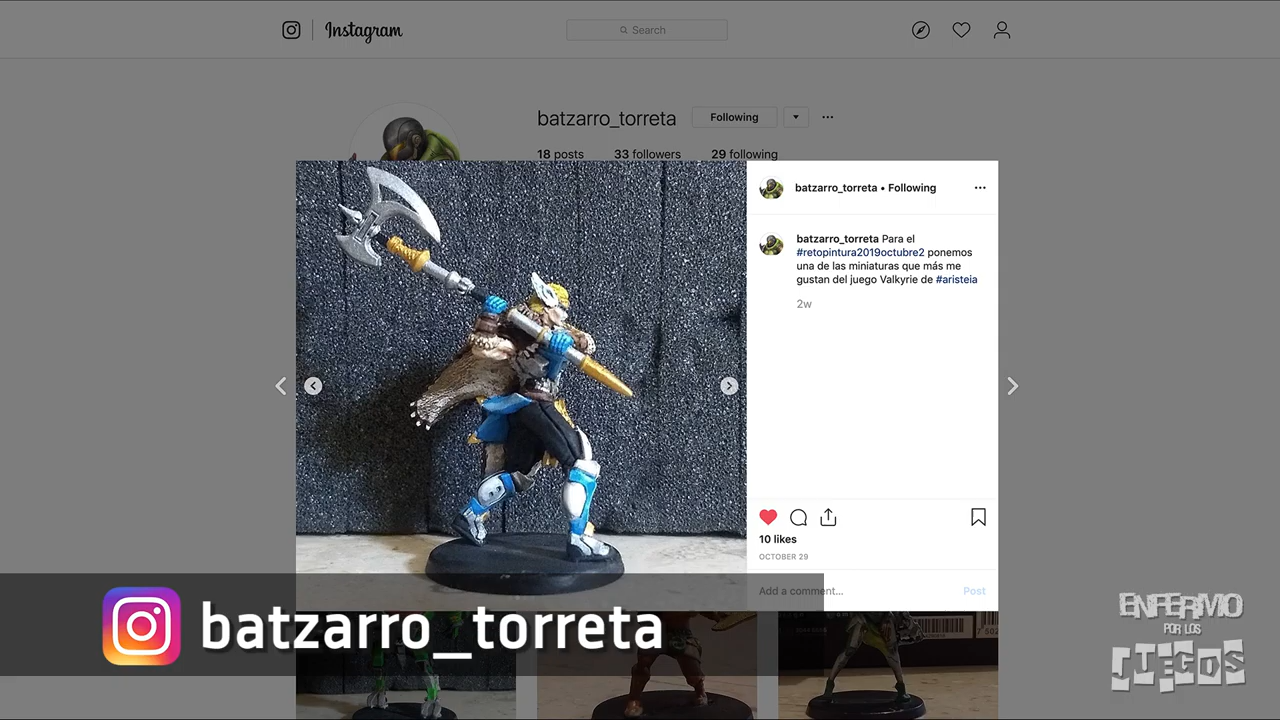 Instagram
Search
batzarro_torreta
Following
18 posts 33 followers 29 following
batzarro_torreta • Following
batzarro_torreta Para el
#retopintura2019octubre2 ponemos
una de las miniaturas que más me
gustan del juego Valkyrie de #aristeia
2w
10 likes
OCTOBER 29
Add a comment...
Post
batzarro_torreta
ENFERMO
POR LOS
JUEGOS